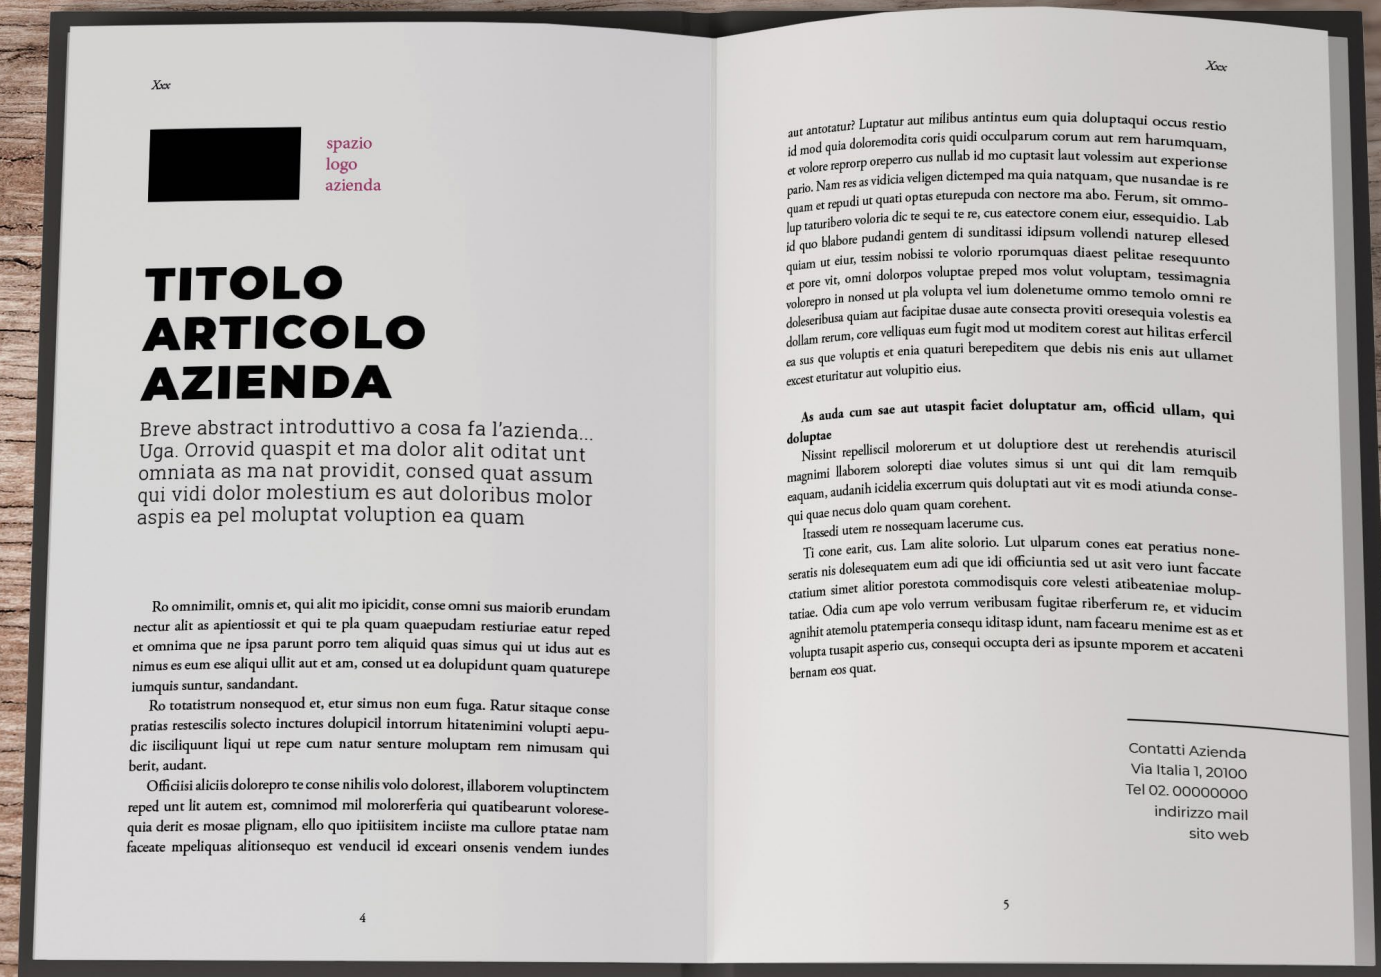 Xxx
spazio
logo
azienda
TITOLO
ARTICOLO
AZIENDA
Breve abstract introduttivo a cosa fa l'azienda...
Uga. Orrovid quaspit et ma dolor alit oditat unt
omniata as ma nat providit, consed quat assum
qui vidi dolor molestium es aut doloribus molor
aspis ea pel moluptat voluption ea quam
Ro omnimilit, omnis et, qui alit mo ipicidit, conse omni sus maiorib erundam
nectur alit as apientiossit et qui te pla quam quaepudam restiuriae eatur reped
et omnima que ne ipsa parunt porro tem aliquid quas simus qui ut idus aut es
nimus es eum ese aliqui ullit aut et am, consed ut ea dolupidunt quam quaturepe
iumquis suntur, sandandant.
Ro totatistrum nonsequod et, etur simus non eum fuga. Ratur sitaque conse
pratias restescilis solecto inctures dolupicil intorrum hitatenimini volupti aepu-
dic iisciliquunt liqui ut repe cum natur senture moluptam rem nimusam qui
berit, audant.
Officiisi aliciis dolorepro te conse nihilis volo dolorest, illaborem voluptinctem
reped unt lit autem est, comnimod mil molorerferia qui quatibearunt volorese-
quia derit es mosae plignam, ello quo ipitiisitem inciiste ma cullore ptatae nam
faceate mpeliquas alitionsequo est venducil id exceari onsenis vendem iundes
4
Xxx
aut antotatur? Luptatur aut milibus antintus eum quia doluptaqui occus restio
id mod quia doloremodita coris quidi occulparum corum aut rem harumquam,
et volore reprorp oreperro cus nullab id mo cuptasit laut volessim aut experionse
pario. Nam res as vidicia veligen dictemped ma quia natquam, que nusandae is re
quam et repudi ut quati optas eturepuda con nectore ma abo. Ferum, sit ommo-
lup taturibero voloria dic te sequi te re, cus eatectore conem eiur, essequidio. Lab
id quo blabore pudandi gentem di sunditassi idipsum vollendi naturep ellesed
quiam ut eiur, tessim nobissi te volorio rporumquas diaest pelitae resequunto
et pore vit, omni dolorpos voluptae preped mos volut voluptam, tessimagnia
volorepro in nonsed ut pla volupta vel ium dolenetume ommo temolo omni re
doleseribusa quiam aut facipitae dusae aute consecta proviti oresequia volestis ea
dollam rerum, core velliquas eum fugit mod ut moditem corest aut hilitas erfercil
ea sus que voluptis et enia quaturi berepeditem que debis nis enis aut ullamet
excest eturitatur aut volupitio eius.
As auda cum sae aut utaspit faciet doluptatur am, officid ullam, qui
doluptae
Nissint repelliscil molorerum et ut doluptiore dest ut rerehendis aturiscil
magnimi llaborem solorepti diae volutes simus si unt qui dit lam remquib
eaquam, audanih icidelia excerrum quis doluptati aut vit es modi atiunda conse-
qui quae necus dolo quam quam corehent.
Itassedi utem re nossequam lacerume cus.
Ti cone earit, cus. Lam alite solorio. Lut ulparum cones eat peratius none-
seratis nis dolesequatem eum adi que idi officiuntia sed ut asit vero iunt faccate
ctatium simet alitior porestota commodisquis core velesti atibeateniae molup-
tatiae. Odia cum ape volo verrum veribusam fugitae riberferum re, et viducim
agnihit atemolu ptatemperia consequ iditasp idunt, nam facearu menime est as et
volupta tusapit asperio cus, consequi occupta deri as ipsunte mporem et accateni
bernam eos quat.
Contatti Azienda
Via Italia 1, 20100
Tel 02. 00000000
indirizzo mail
sito web
5